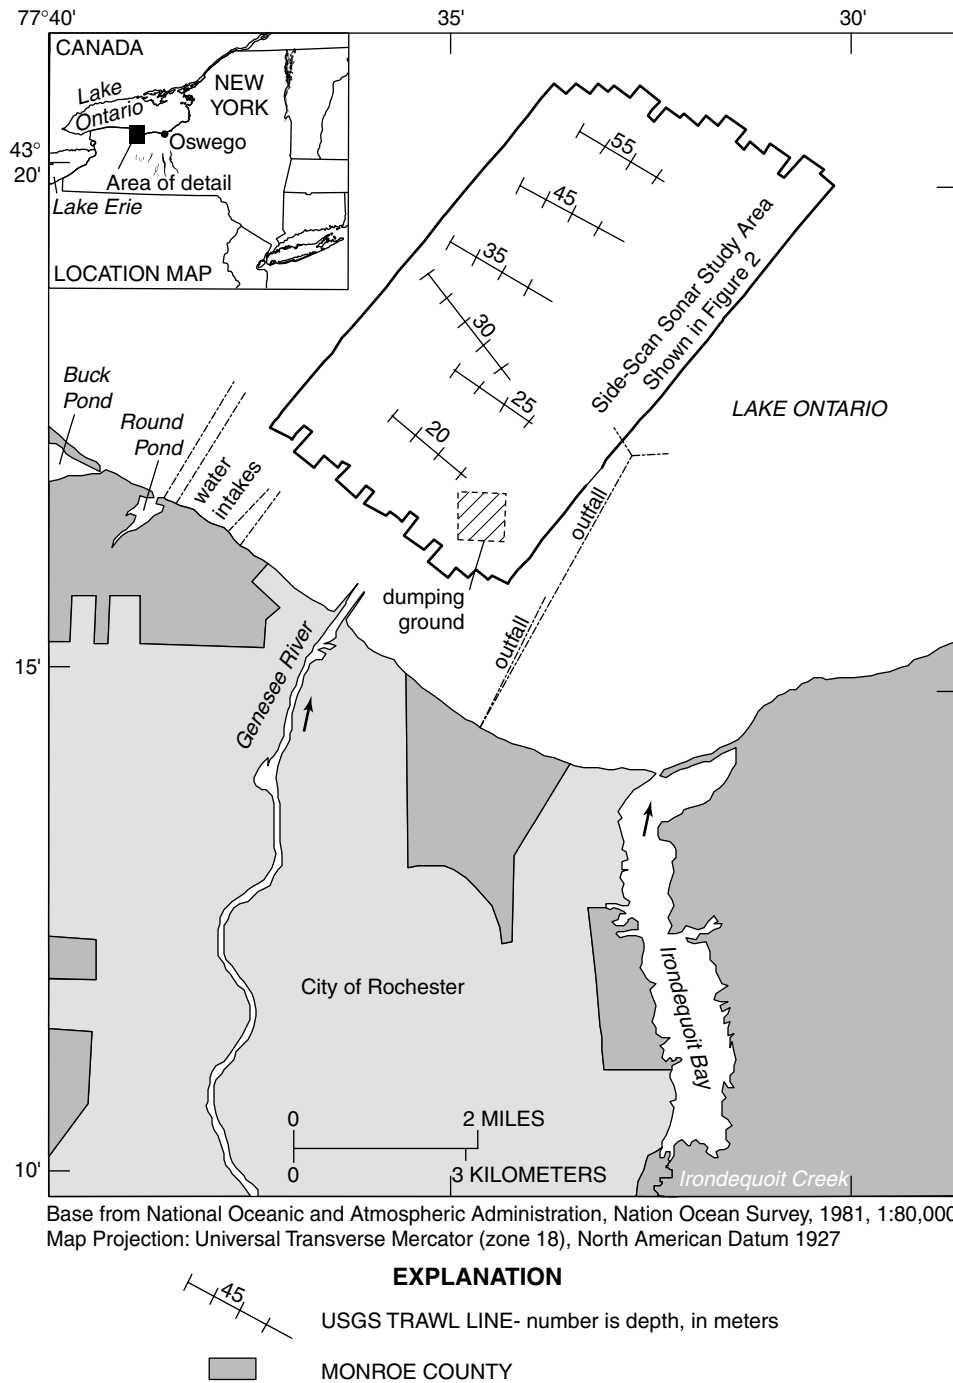 77°40'
35'
30'
CANADA
Lake
Ontario
NEW
YORK
Oswego
Area of detail
Lake Erie
LOCATION MAP
43°
20'
55
45
35
30
25
20
Side-Scan Sonar Study Area
Shown in Figure 2
LAKE ONTARIO
Buck
Pond
Round
Pond
water
intakes
outfall
dumping
ground
outfall
Genesee River
15'
City of Rochester
Irondequoit Bay
0
2 MILES
0
3 KILOMETERS
10'
Irondequoit Creek
Base from National Oceanic and Atmospheric Administration, Nation Ocean Survey, 1981, 1:80,000
Map Projection: Universal Transverse Mercator (zone 18), North American Datum 1927
EXPLANATION
45
USGS TRAWL LINE- number is depth, in meters
MONROE COUNTY